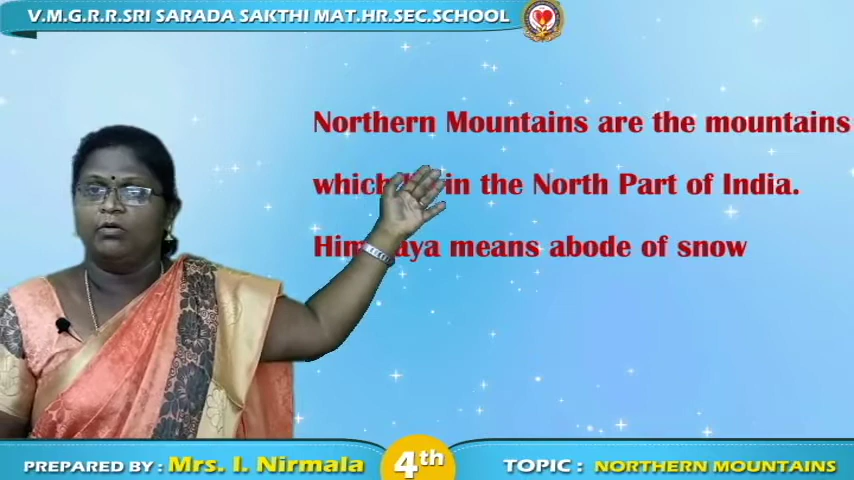 V.M.G.R.R.SRI SARADA SAKTHI MAT.HR.SEC.SCHOOL
Northern Mountains are the mountains
which in the North Part of India.
means abode of snow
PREPARED BY : Mrs. I. Nirmala
4th
TOPIC : NORTHERN MOUNTAINS